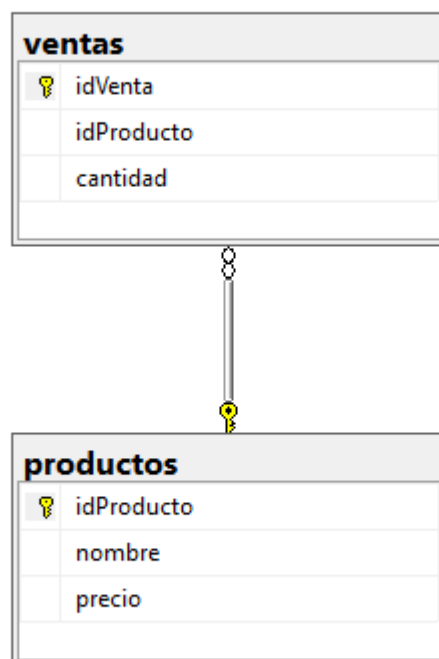 ventas
idVenta
idProducto
cantidad
productos
idProducto
nombre
precio